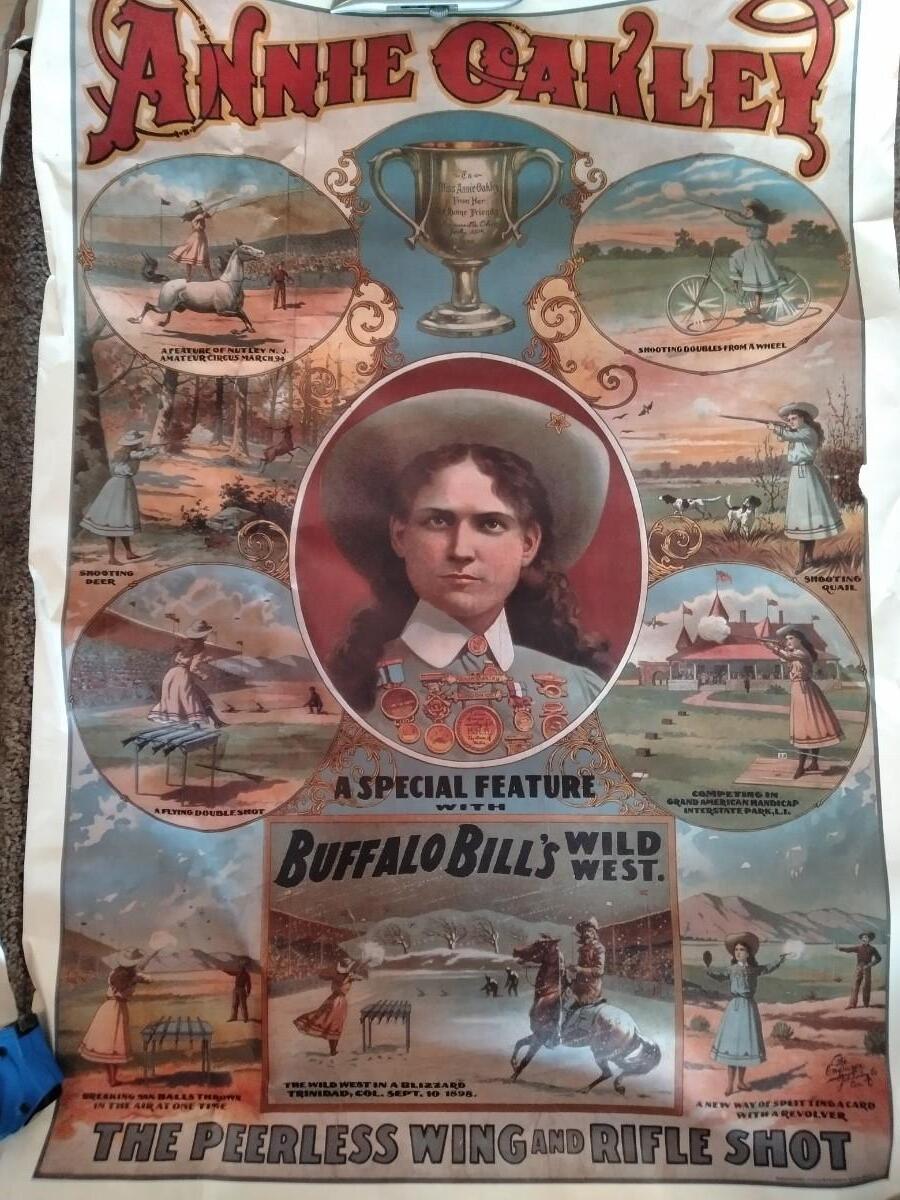 ANNIE OAKLEY
To
Miss Annie Oakley
From Her
Home Friends
A FEATURE OF NUTLEY N. J.
AMATEUR CIRCUS MARCH 94
SHOOTING DOUBLES FROM A WHEEL
SHOOTING
DEER
SHOOTING
QUAIL
A FLYING DOUBLE SHOT
COMPETING IN
GRAND AMERICAN HANDICAP
INTERSTATE PARK, L.I.
A SPECIAL FEATURE
WITH
BUFFALO BILL'S WILD
WEST.
BREAKING SIX BALLS THROWN
IN THE AIR AT ONE TIME
THE WILD WEST IN A BLIZZARD
TRINIDAD, COL. SEPT. 10 1898.
A NEW WAY OF SPLITTING A CARD
WITH A REVOLVER
THE PEERLESS WING AND RIFLE SHOT